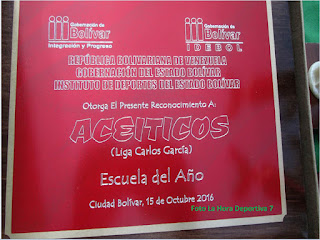 Gobernación de
Bolívar
Integración y Progreso
Gobernación de
Bolívar
IDEBOL
REPÚBLICA BOLIVARIANA DE VENEZUELA
GOBERNACIÓN DEL ESTADO BOLÍVAR
INSTITUTO DE DEPORTES DEL ESTADO BOLÍVAR
Otorga El Presente Reconocimiento A:
ACEITICOS
(Liga Carlos García)
Escuela del Año
Ciudad Bolívar, 15 de Octubre 2016
Foto La Hora Deportiva 7